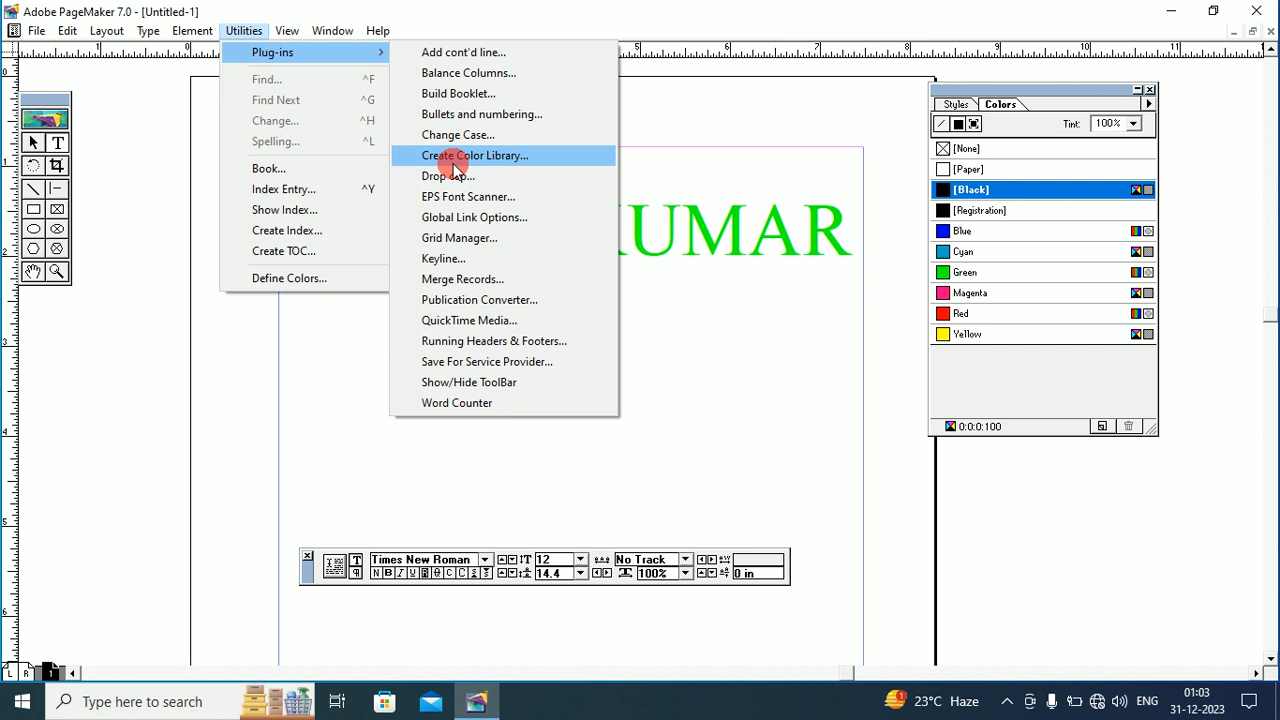 Adobe PageMaker 7.0 - [Untitled-1]
File Edit Layout Type Element Utilities View Window Help
Plug-ins
Find... ^F
Find Next ^G
Change... ^H
Spelling... ^L
Book...
Index Entry... ^Y
Show Index...
Create Index...
Create TOC...
Define Colors...
Add cont'd line...
Balance Columns...
Build Booklet...
Bullets and numbering...
Change Case...
Create Color Library...
Drop cap...
EPS Font Scanner...
Global Link Options...
Grid Manager...
Keyline...
Merge Records...
Publication Converter...
QuickTime Media...
Running Headers & Footers...
Save For Service Provider...
Show/Hide ToolBar
Word Counter
KUMAR
Styles Colors
Tint: 100%
[None]
[Paper]
[Black]
[Registration]
Blue
Cyan
Green
Magenta
Red
Yellow
0:0:0:100
Times New Roman 12 No Track
N B I U 14.4 100% 0 in
L R 1
Type here to search
23°C Haze ENG 01:03
31-12-2023